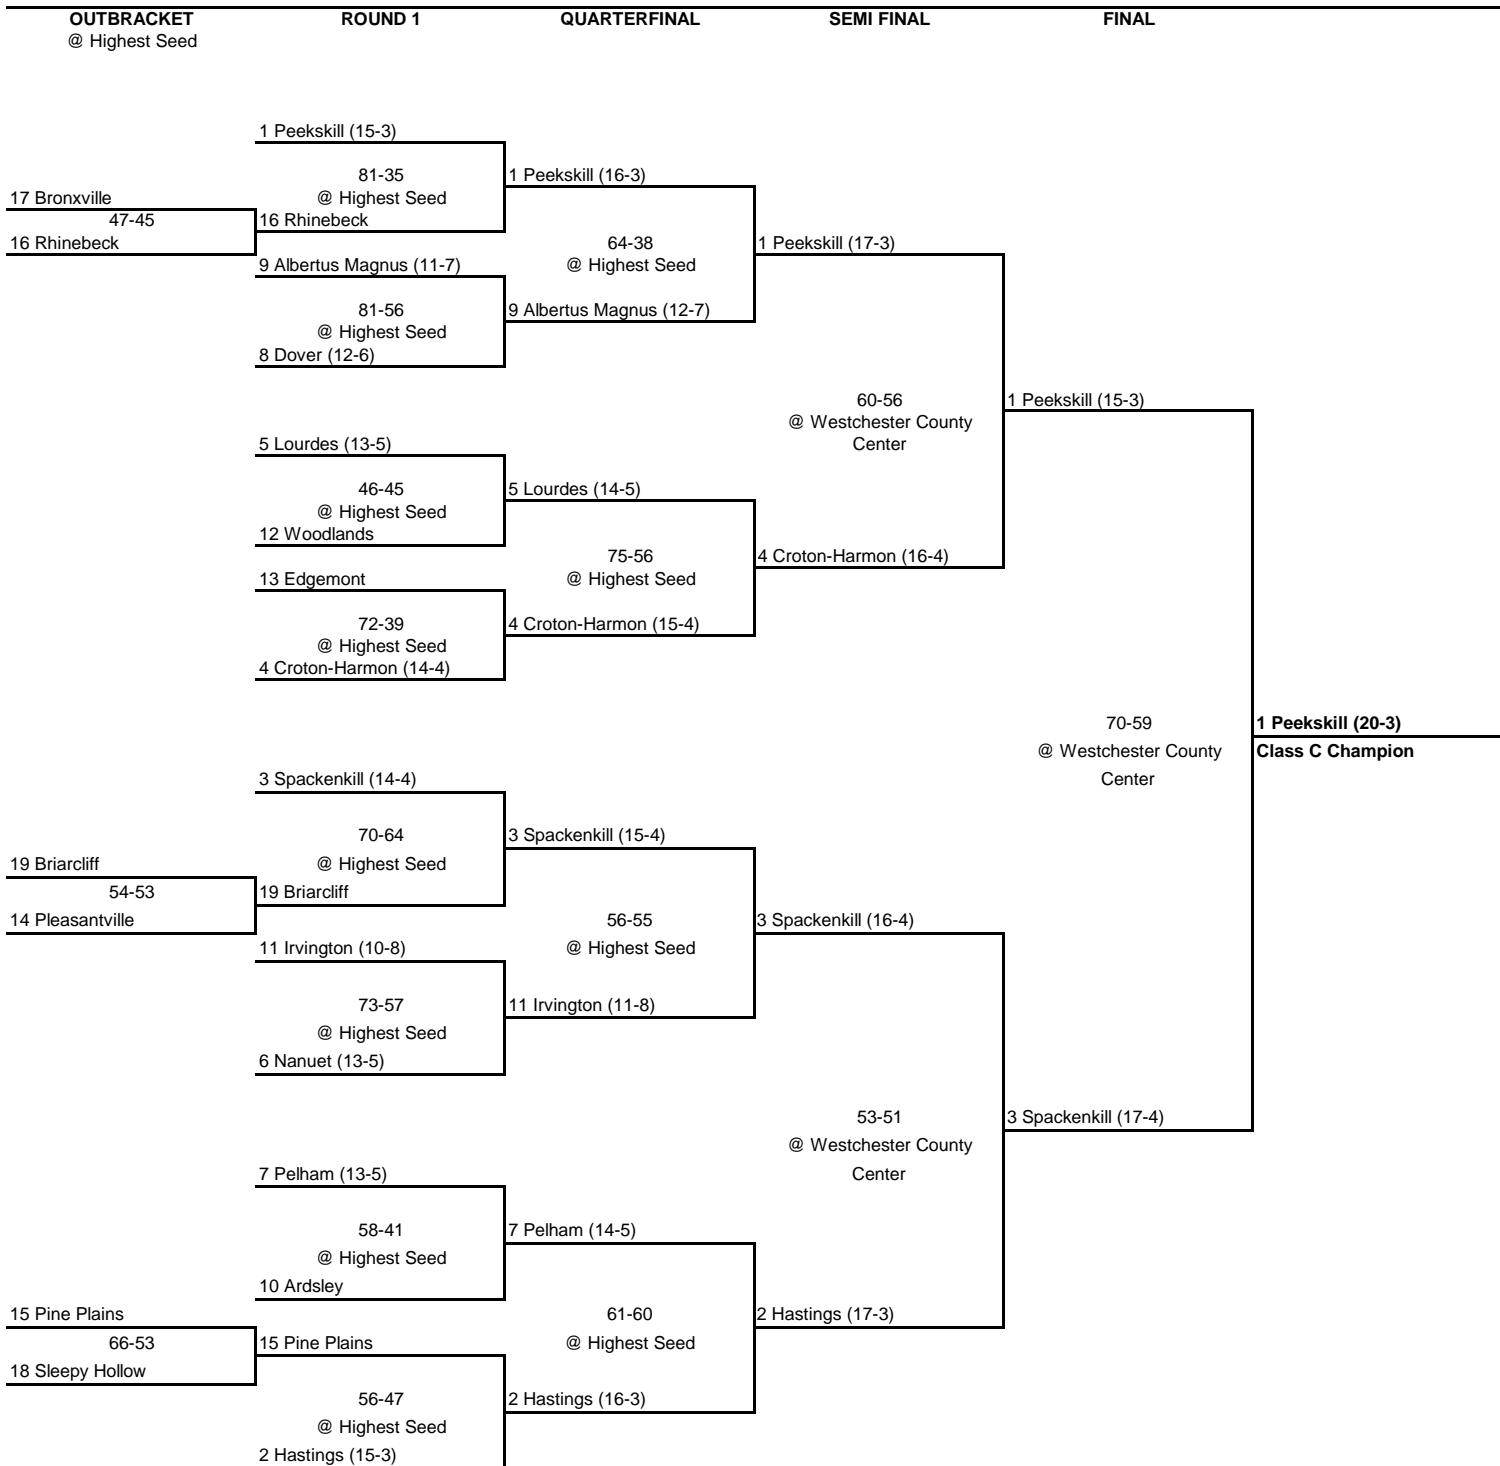 OUTBRACKET ROUND 1 QUARTERFINAL SEMI FINAL FINAL
@ Highest Seed
1 Peekskill (15-3)
81-35 1 Peekskill (16-3)
17 Bronxville @ Highest Seed
47-45 16 Rhinebeck
16 Rhinebeck 64-38 1 Peekskill (17-3)
9 Albertus Magnus (11-7) @ Highest Seed
81-56 9 Albertus Magnus (12-7)
@ Highest Seed
8 Dover (12-6)
60-56 1 Peekskill (15-3)
@ Westchester County
5 Lourdes (13-5) Center
46-45 5 Lourdes (14-5)
@ Highest Seed
12 Woodlands
75-56 4 Croton-Harmon (16-4)
13 Edgemont @ Highest Seed
72-39 4 Croton-Harmon (15-4)
@ Highest Seed
4 Croton-Harmon (14-4)
70-59 1 Peekskill (20-3)
@ Westchester County Class C Champion
3 Spackenkill (14-4) Center
70-64 3 Spackenkill (15-4)
19 Briarcliff @ Highest Seed
54-53 19 Briarcliff
14 Pleasantville 56-55 3 Spackenkill (16-4)
11 Irvington (10-8) @ Highest Seed
73-57 11 Irvington (11-8)
@ Highest Seed
6 Nanuet (13-5)
53-51 3 Spackenkill (17-4)
@ Westchester County
7 Pelham (13-5) Center
58-41 7 Pelham (14-5)
@ Highest Seed
10 Ardsley
15 Pine Plains 61-60 2 Hastings (17-3)
66-53 15 Pine Plains @ Highest Seed
18 Sleepy Hollow
56-47 2 Hastings (16-3)
@ Highest Seed
2 Hastings (15-3)